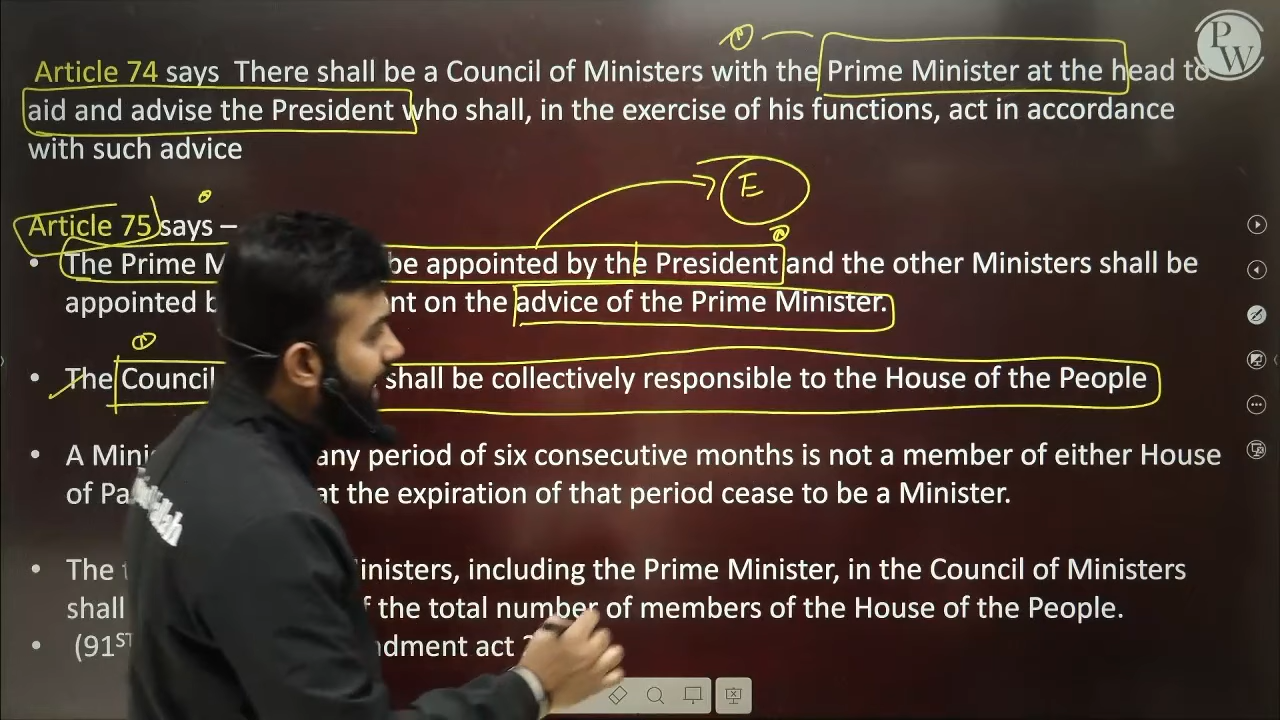 PW
Article 74 says There shall be a Council of Ministers with the Prime Minister at the head to
aid and advise the President who shall, in the exercise of his functions, act in accordance
with such advice
E
Article 75 says –
• The Prime M be appointed by the President and the other Ministers shall be
appointed b nt on the advice of the Prime Minister.
• The Council shall be collectively responsible to the House of the People
• A Mini any period of six consecutive months is not a member of either House
of Pa at the expiration of that period cease to be a Minister.
• The inisters, including the Prime Minister, in the Council of Ministers
shall f the total number of members of the House of the People.
• (91ST ndment act